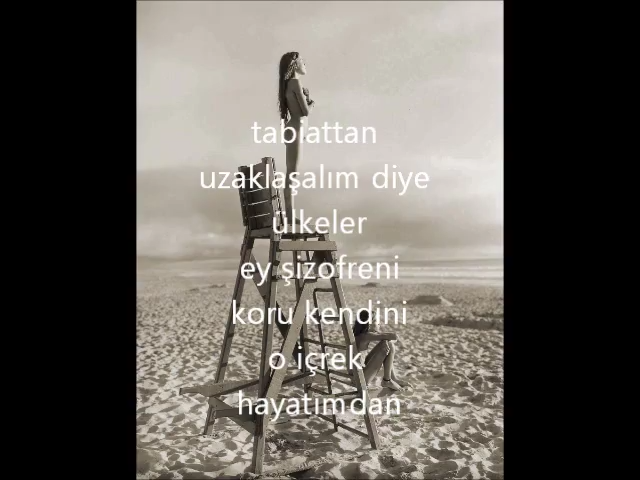 tabiattan
uzaklaşalım diye
ülkeler
ey şizofreni
koru kendini
o içrek
hayatımdan